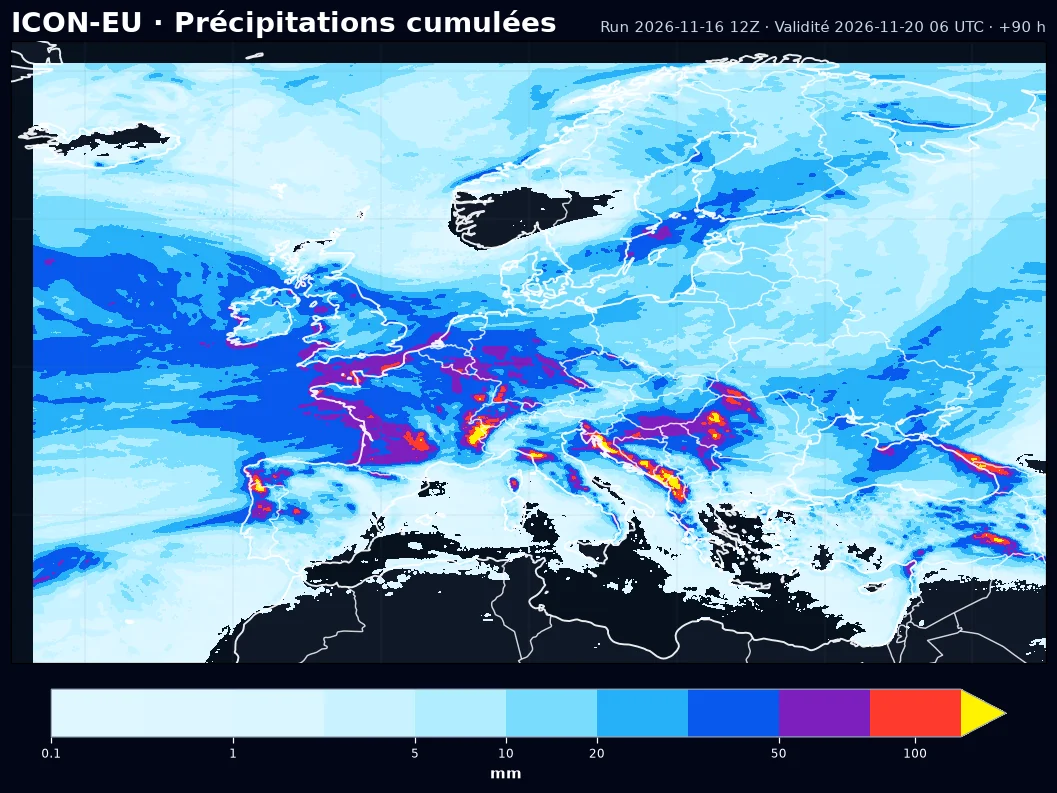 ICON-EU · Précipitations cumulées
Run 2026-11-16 12Z · Validité 2026-11-20 06 UTC · +90 h
0.1 1 5 10 20 50 100
mm